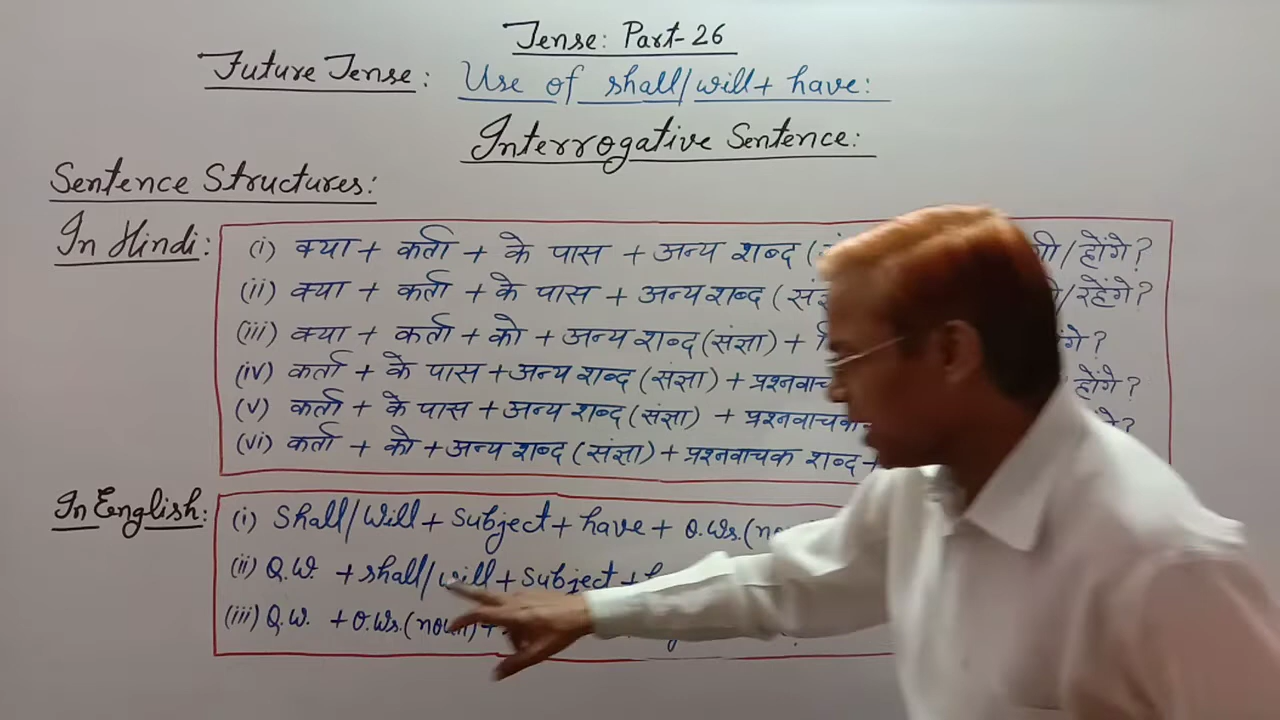 Tense: Part-26
Future Tense: Use of shall/will + have:
Interrogative Sentence:
Sentence Structures:
In Hindi:
(i) क्या + कर्ता + के पास + अन्य शब्द ( /होंगे?
(ii) क्या + कर्ता + के पास + अन्य शब्द ( /रहेंगे?
(iii) क्या + कर्ता + को + अन्य शब्द (संज्ञा) + ?
(iv) कर्ता + के पास + अन्य शब्द (संज्ञा) + होंगे?
(v) कर्ता + के पास + अन्य शब्द (संज्ञा) + प्रश्नवाचक ?
(vi) कर्ता + को + अन्य शब्द (संज्ञा) + प्रश्नवाचक शब्द +
In English:
(i) Shall/Will + Subject + have + O.Ws.
(ii) Q.W. + shall/will + Subject +
(iii) Q.W. + O.Ws. (noun) +